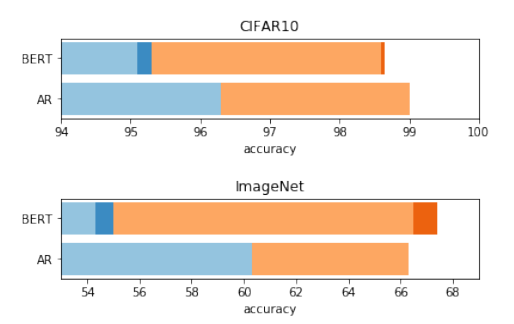 CIFAR10
BERT
AR
94 95 96 97 98 99 100
accuracy
ImageNet
BERT
AR
54 56 58 60 62 64 66 68
accuracy